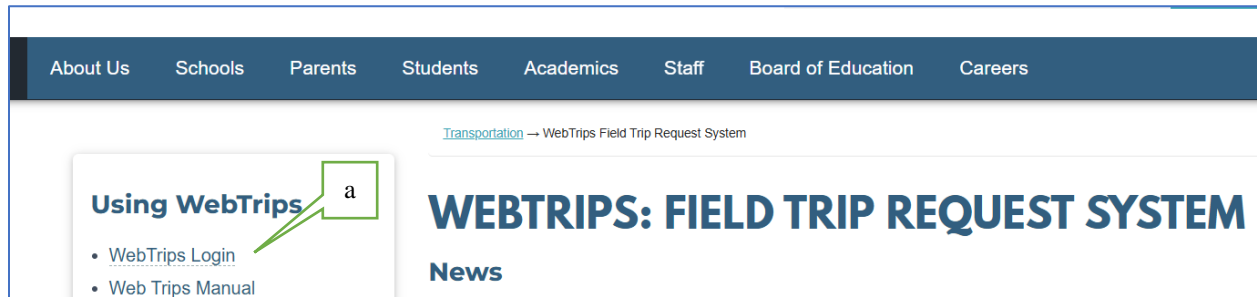 About Us Schools Parents Students Academics Staff Board of Education Careers
Transportation → WebTrips Field Trip Request System
Using WebTrips
a
• WebTrips Login
• Web Trips Manual
WEBTRIPS: FIELD TRIP REQUEST SYSTEM
News